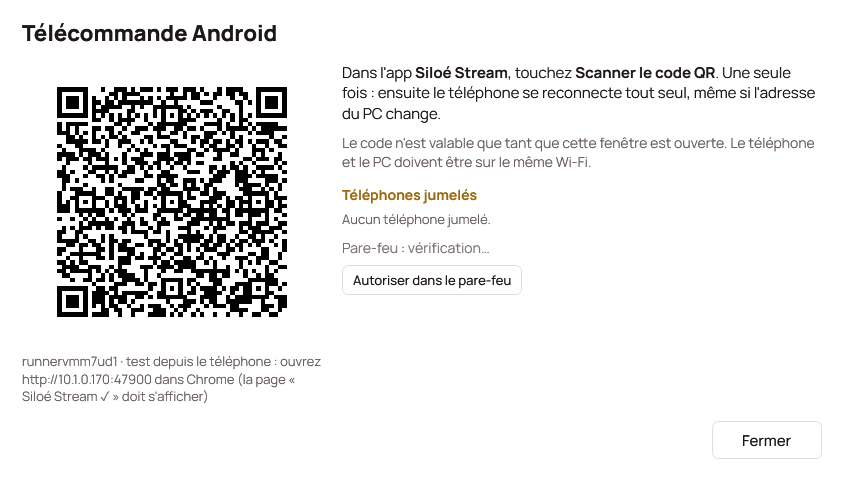 Télécommande Android
Dans l'app Siloé Stream, touchez Scanner le code QR. Une seule
fois : ensuite le téléphone se reconnecte tout seul, même si l'adresse
du PC change.
Le code n'est valable que tant que cette fenêtre est ouverte. Le téléphone
et le PC doivent être sur le même Wi-Fi.
Téléphones jumelés
Aucun téléphone jumelé.
Pare-feu : vérification…
Autoriser dans le pare-feu
runnervmm7ud1 · test depuis le téléphone : ouvrez
http://10.1.0.170:47900 dans Chrome (la page «
Siloé Stream ✓ » doit s'afficher)
Fermer